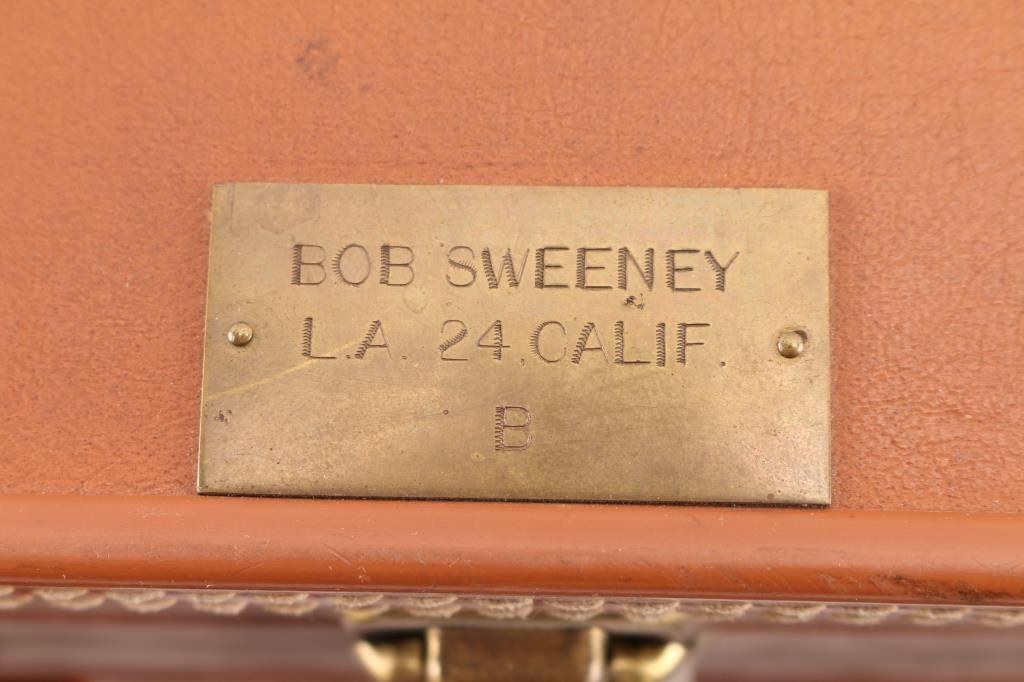 BOB SWEENEY
L.A. 24, CALIF.
B